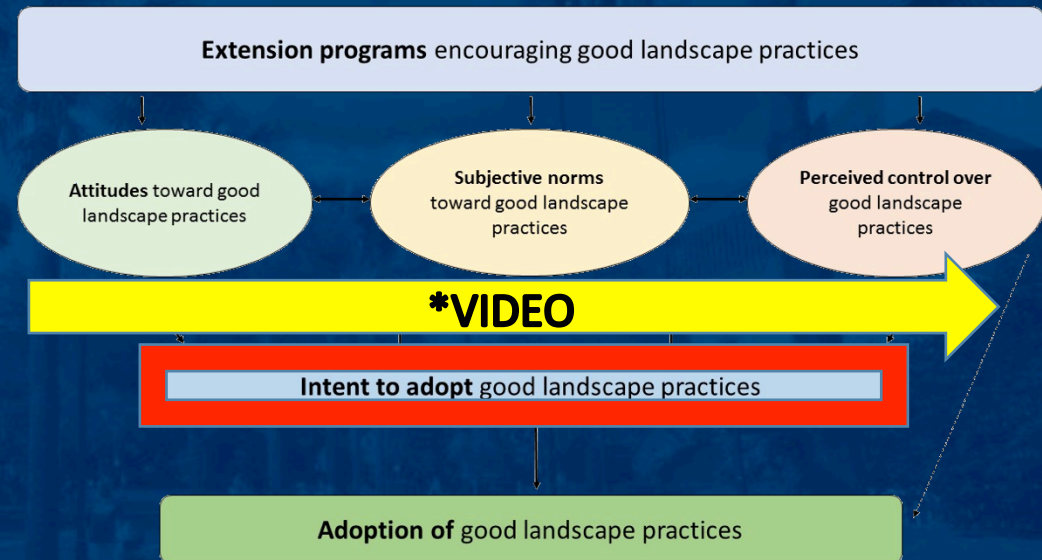 Extension programs encouraging good landscape practices
Attitudes toward good
landscape practices
Subjective norms
toward good landscape
practices
Perceived control over
good landscape
practices
*VIDEO
Intent to adopt good landscape practices
Adoption of good landscape practices